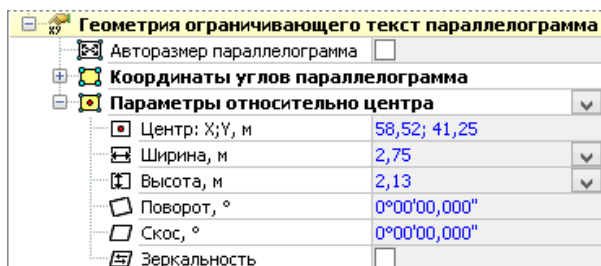 Геометрия ограничивающего текст параллелограмма
Авторазмер параллелограмма
Координаты углов параллелограмма
Параметры относительно центра
Центр: X;Y, м 58,52; 41,25
Ширина, м 2,75
Высота, м 2,13
Поворот, ° 0°00'00,000"
Скос, ° 0°00'00,000"
Зеркальность